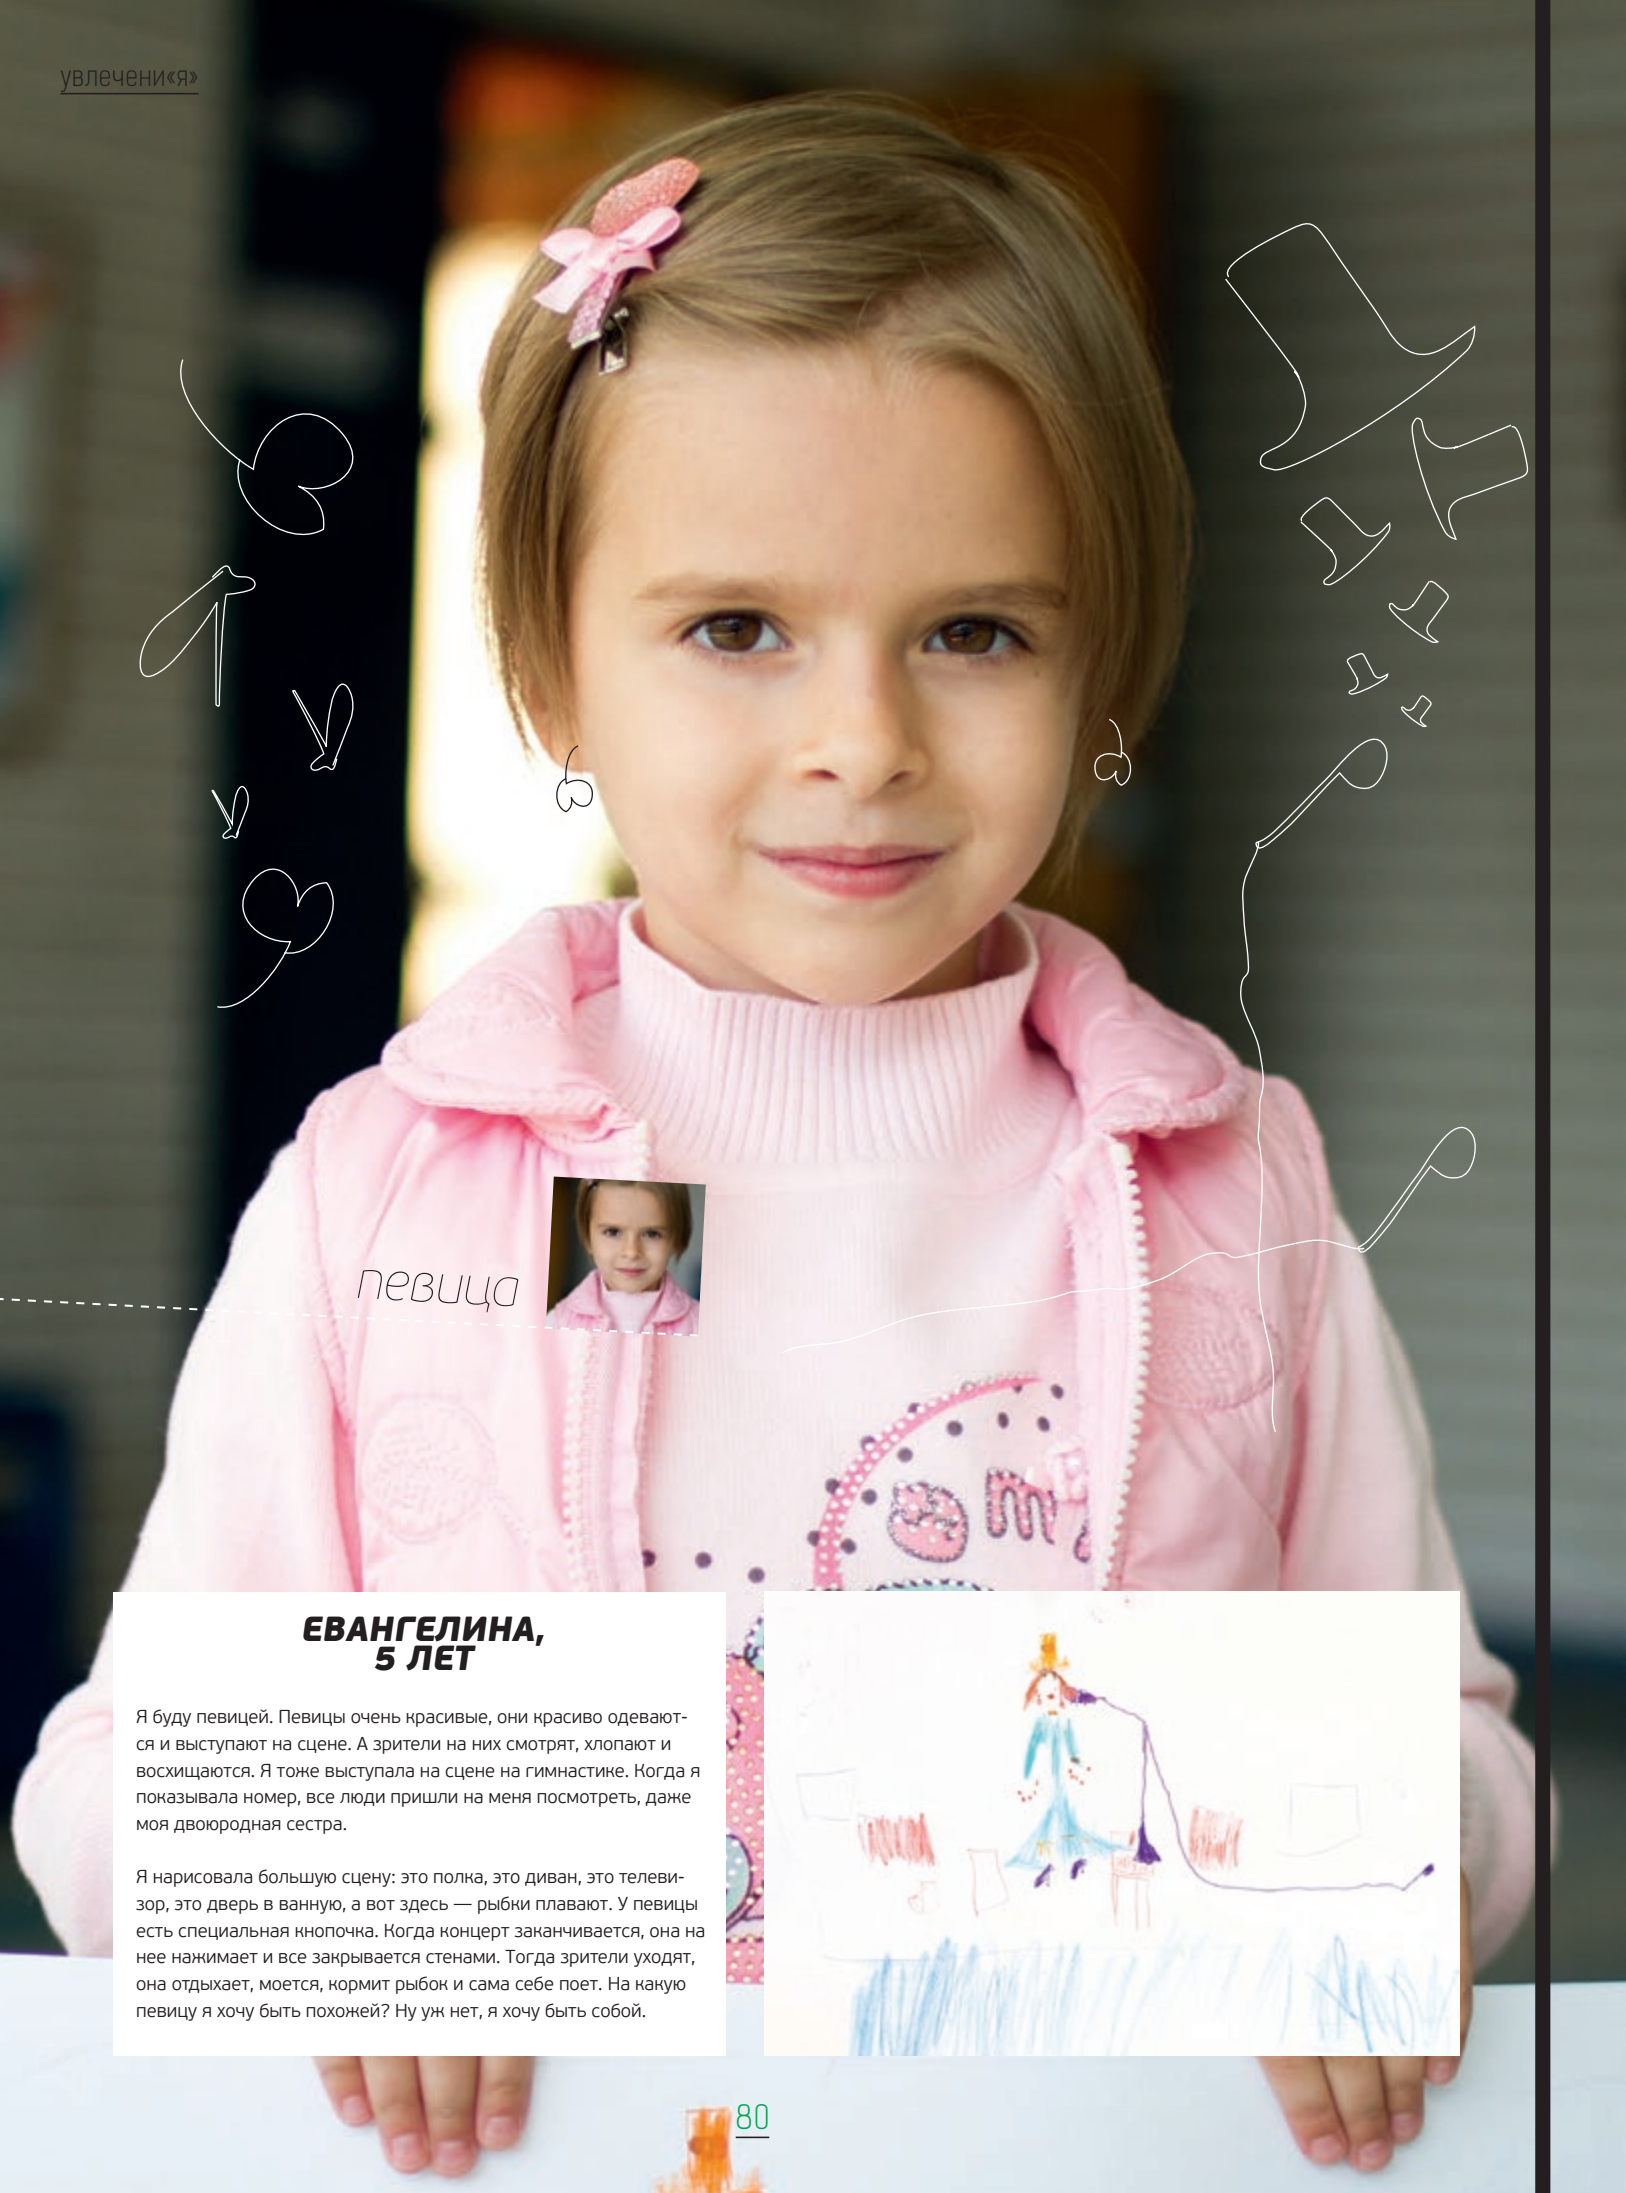 увлечени«я»
певица
ЕВАНГЕЛИНА,
5 ЛЕТ
Я буду певицей. Певицы очень красивые, они красиво одевают-
ся и выступают на сцене. А зрители на них смотрят, хлопают и
восхищаются. Я тоже выступала на сцене на гимнастике. Когда я
показывала номер, все люди пришли на меня посмотреть, даже
моя двоюродная сестра.
Я нарисовала большую сцену: это полка, это диван, это телеви-
зор, это дверь в ванную, а вот здесь — рыбки плавают. У певицы
есть специальная кнопочка. Когда концерт заканчивается, она на
нее нажимает и все закрывается стенами. Тогда зрители уходят,
она отдыхает, моется, кормит рыбок и сама себе поет. На какую
певицу я хочу быть похожей? Ну уж нет, я хочу быть собой.
80